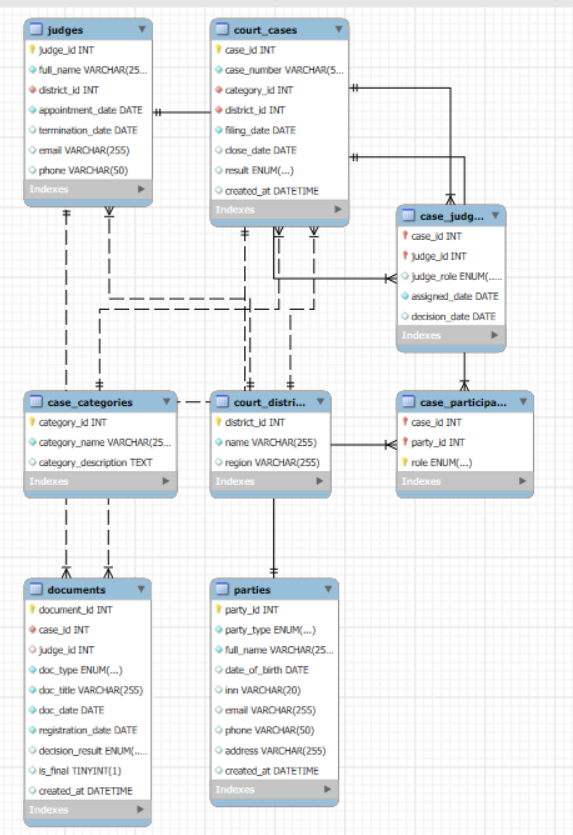 judges
judge_id INT
full_name VARCHAR(25...
district_id INT
appointment_date DATE
termination_date DATE
email VARCHAR(255)
phone VARCHAR(50)
Indexes
court_cases
case_id INT
case_number VARCHAR(5...
category_id INT
district_id INT
filing_date DATE
close_date DATE
result ENUM(...)
created_at DATETIME
Indexes
case_judg...
case_id INT
judge_id INT
judge_role ENUM(......
assigned_date DATE
decision_date DATE
Indexes
case_categories
category_id INT
category_name VARCHAR(25...
category_description TEXT
Indexes
court_distri...
district_id INT
name VARCHAR(255)
region VARCHAR(255)
Indexes
case_participa...
case_id INT
party_id INT
role ENUM(...)
Indexes
documents
document_id INT
case_id INT
judge_id INT
doc_type ENUM(...)
doc_title VARCHAR(255)
doc_date DATE
registration_date DATE
decision_result ENUM(......
is_final TINYINT(1)
created_at DATETIME
Indexes
parties
party_id INT
party_type ENUM(...)
full_name VARCHAR(25...
date_of_birth DATE
inn VARCHAR(20)
email VARCHAR(255)
phone VARCHAR(50)
address VARCHAR(255)
created_at DATETIME
Indexes